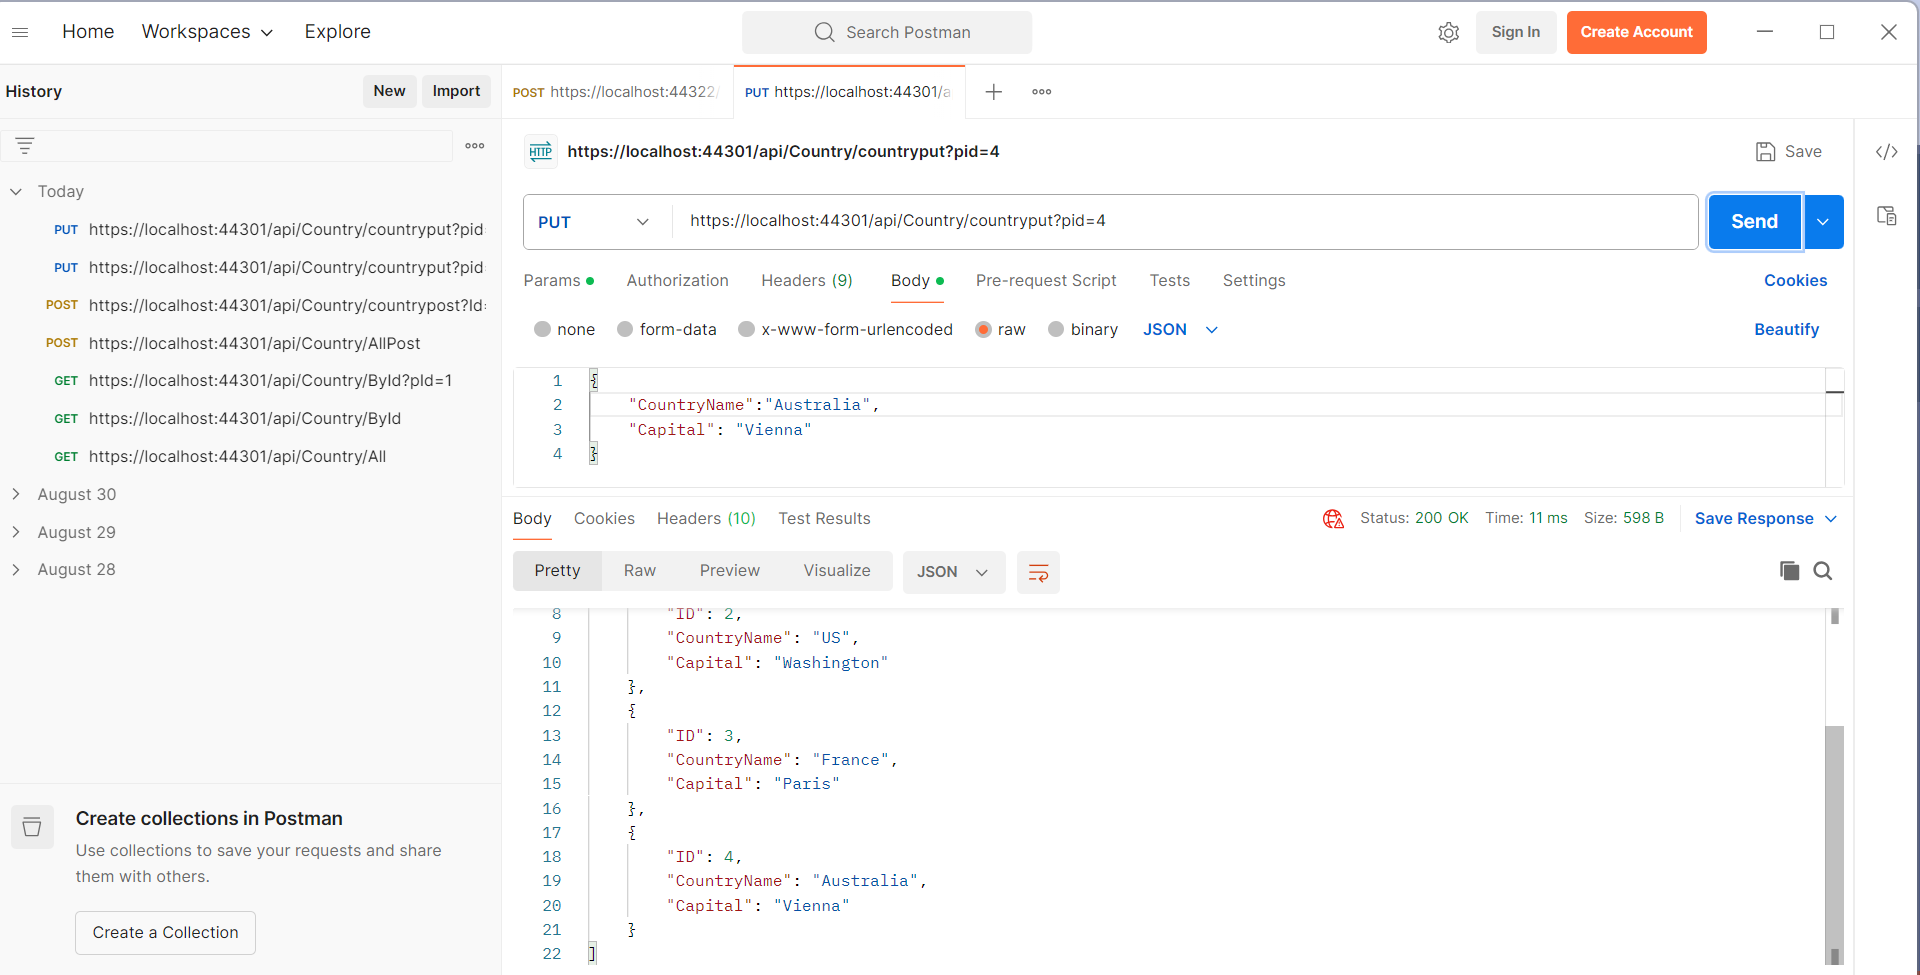 Home Workspaces Explore Search Postman Sign In Create Account
History New Import
POST https://localhost:44322/ PUT https://localhost:44301/a
HTTP https://localhost:44301/api/Country/countryput?pid=4 Save
Today
PUT https://localhost:44301/api/Country/countryput?pid
PUT https://localhost:44301/api/Country/countryput?pid
POST https://localhost:44301/api/Country/countrypost?Id=
POST https://localhost:44301/api/Country/AllPost
GET https://localhost:44301/api/Country/ById?pId=1
GET https://localhost:44301/api/Country/ById
GET https://localhost:44301/api/Country/All
August 30
August 29
August 28
Create collections in Postman
Use collections to save your requests and share
them with others.
Create a Collection
PUT https://localhost:44301/api/Country/countryput?pid=4 Send
Params Authorization Headers (9) Body Pre-request Script Tests Settings Cookies
none form-data x-www-form-urlencoded raw binary JSON Beautify
1 {
2 "CountryName":"Australia",
3 "Capital": "Vienna"
4 }
Body Cookies Headers (10) Test Results Status: 200 OK Time: 11 ms Size: 598 B Save Response
Pretty Raw Preview Visualize JSON
8 "ID": 2,
9 "CountryName": "US",
10 "Capital": "Washington"
11 },
12 {
13 "ID": 3,
14 "CountryName": "France",
15 "Capital": "Paris"
16 },
17 {
18 "ID": 4,
19 "CountryName": "Australia",
20 "Capital": "Vienna"
21 }
22 ]